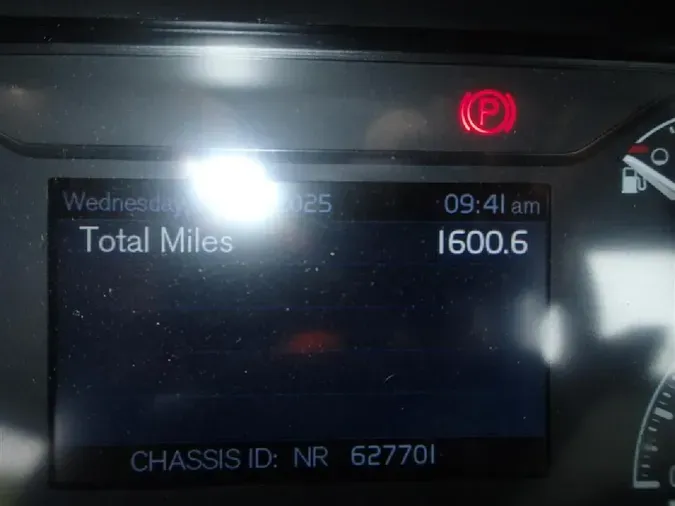 P
Wednesday, 2025 09:41 am
Total Miles 1600.6
CHASSIS ID: NR 627701